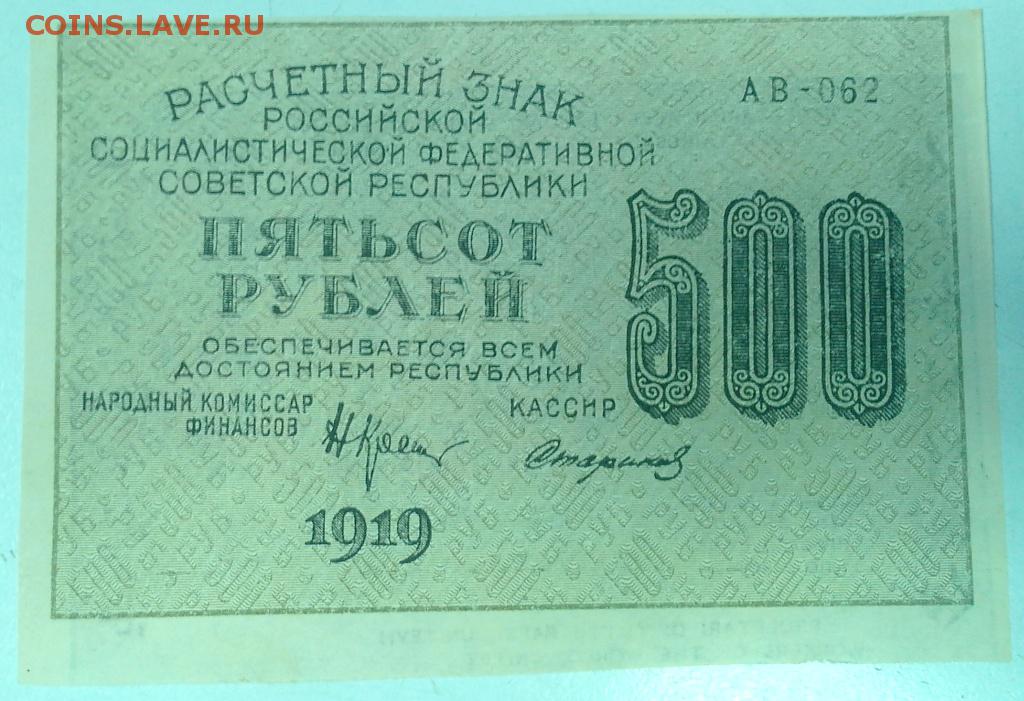 COINS.LAVE.RU
РАСЧЕТНЫЙ ЗНАК
АВ-062
РОССИЙСКОЙ
СОЦИАЛИСТИЧЕСКОЙ ФЕДЕРАТИВНОЙ
СОВЕТСКОЙ РЕСПУБЛИКИ
ПЯТЬСОТ
РУБЛЕЙ
500
ОБЕСПЕЧИВАЕТСЯ ВСЕМ
ДОСТОЯНИЕМ РЕСПУБЛИКИ
НАРОДНЫЙ КОМИССАР
ФИНАНСОВ
КАССИР
1919